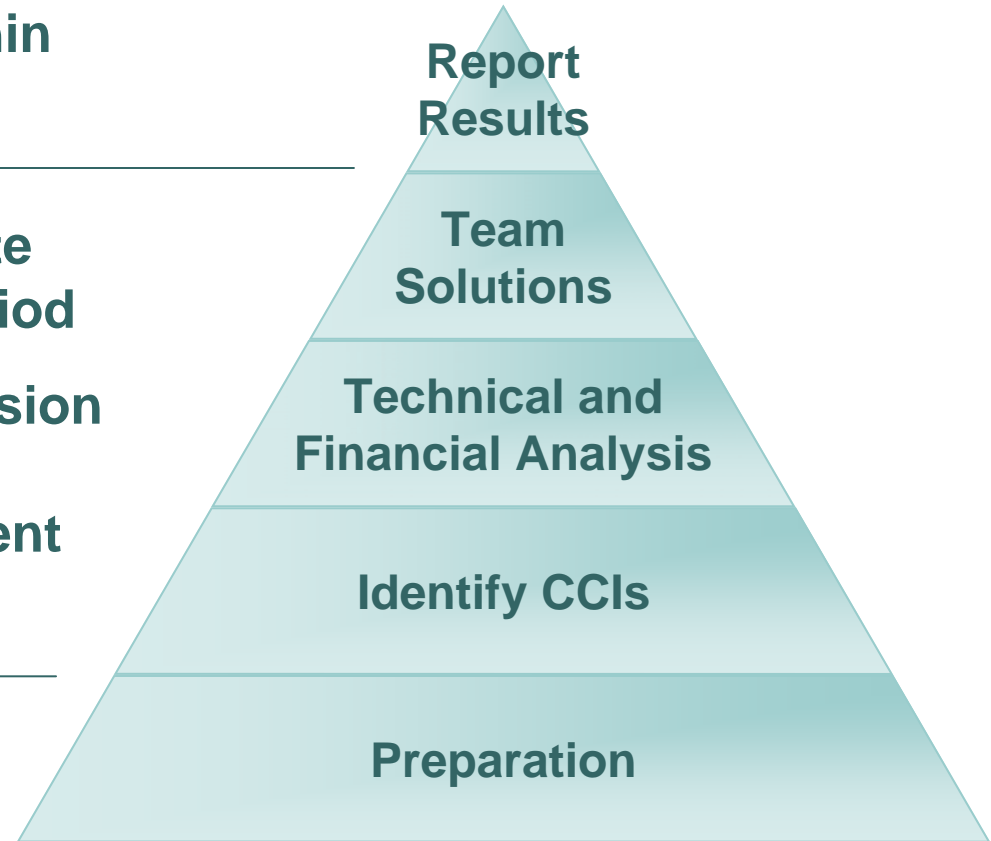 Report
Results
Team
Solutions
Technical and
Financial Analysis
Identify CCIs
Preparation